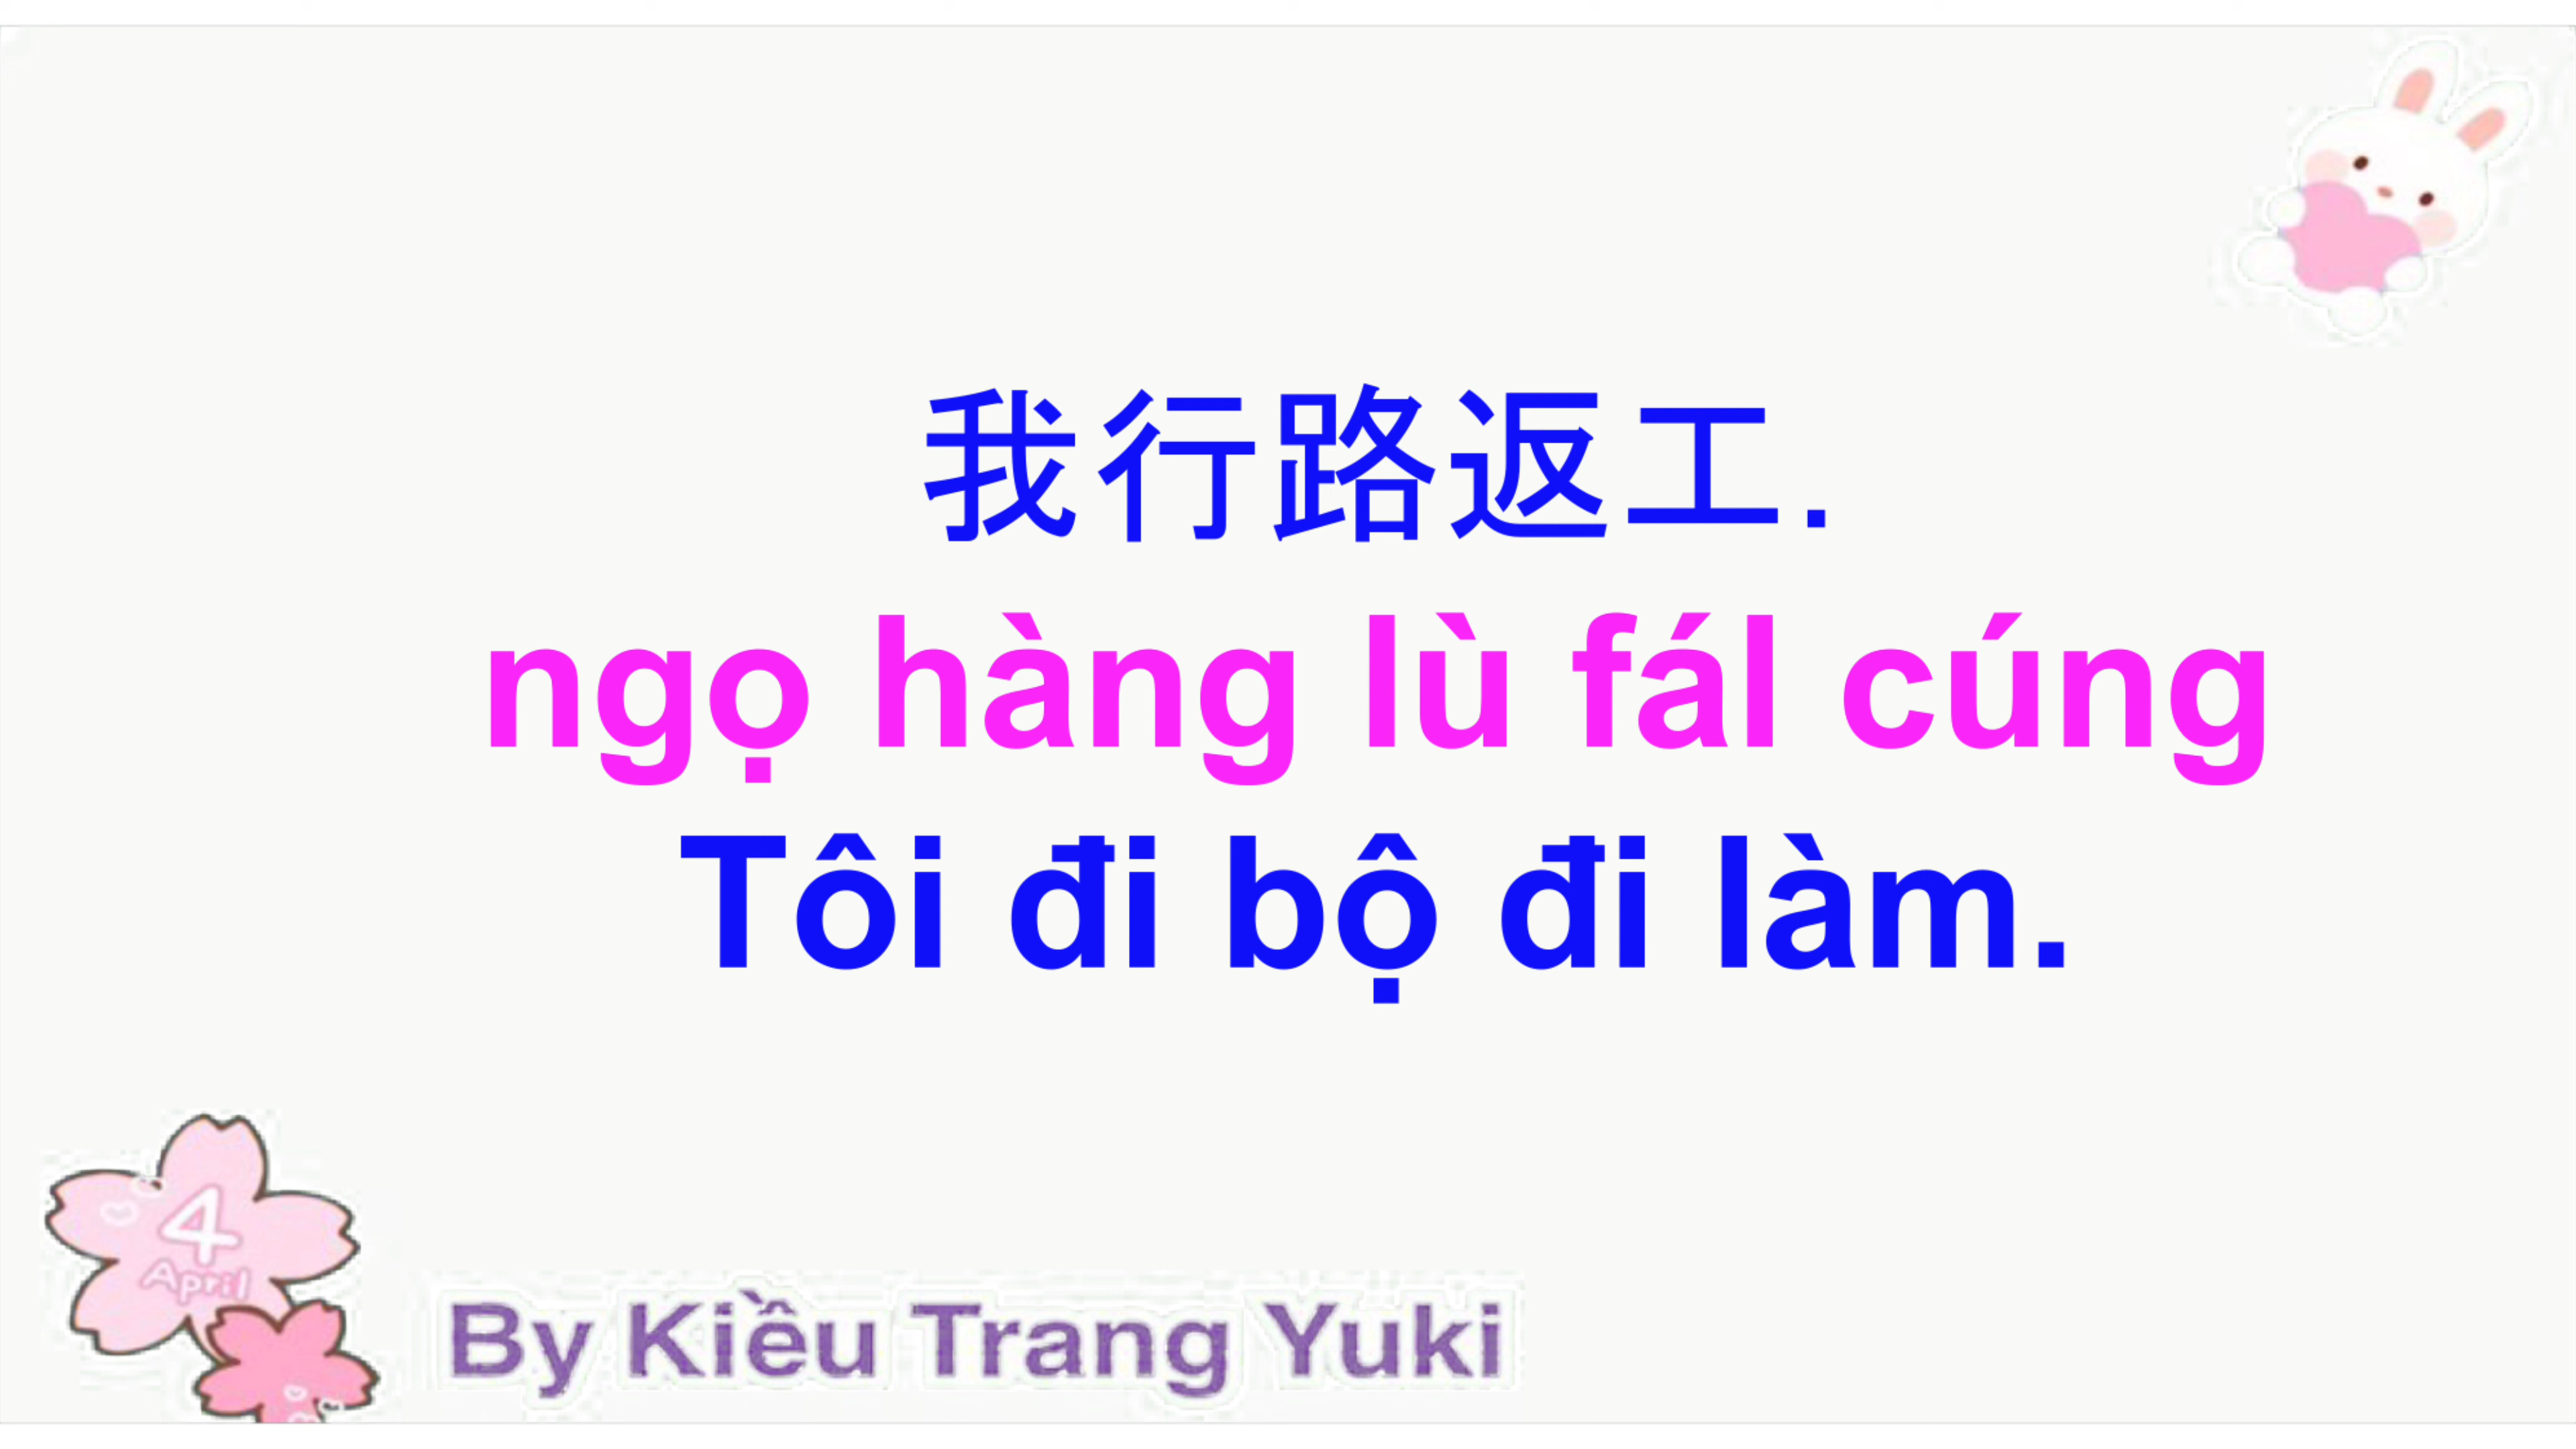 我行路返工.
ngọ hàng lù fál cúng
Tôi đi bộ đi làm.
4
April
By Kiều Trang Yuki